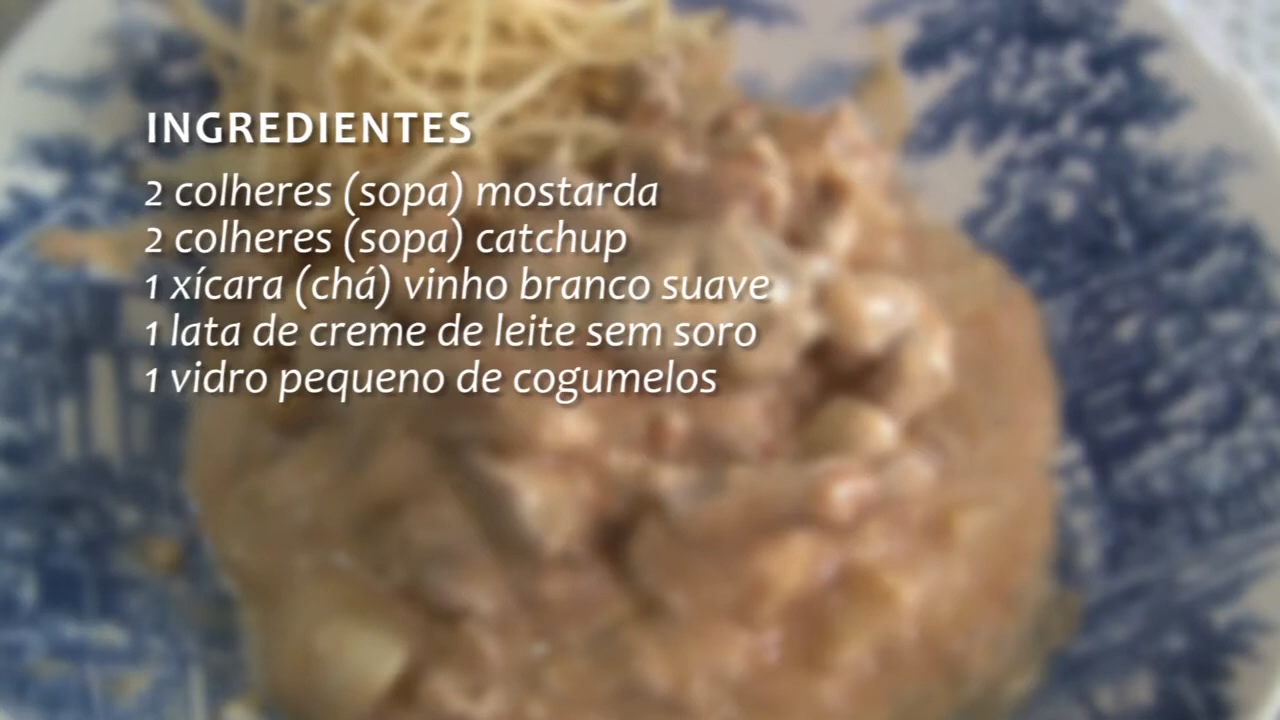 INGREDIENTES
2 colheres (sopa) mostarda
2 colheres (sopa) catchup
1 xícara (chá) vinho branco suave
1 lata de creme de leite sem soro
1 vidro pequeno de cogumelos